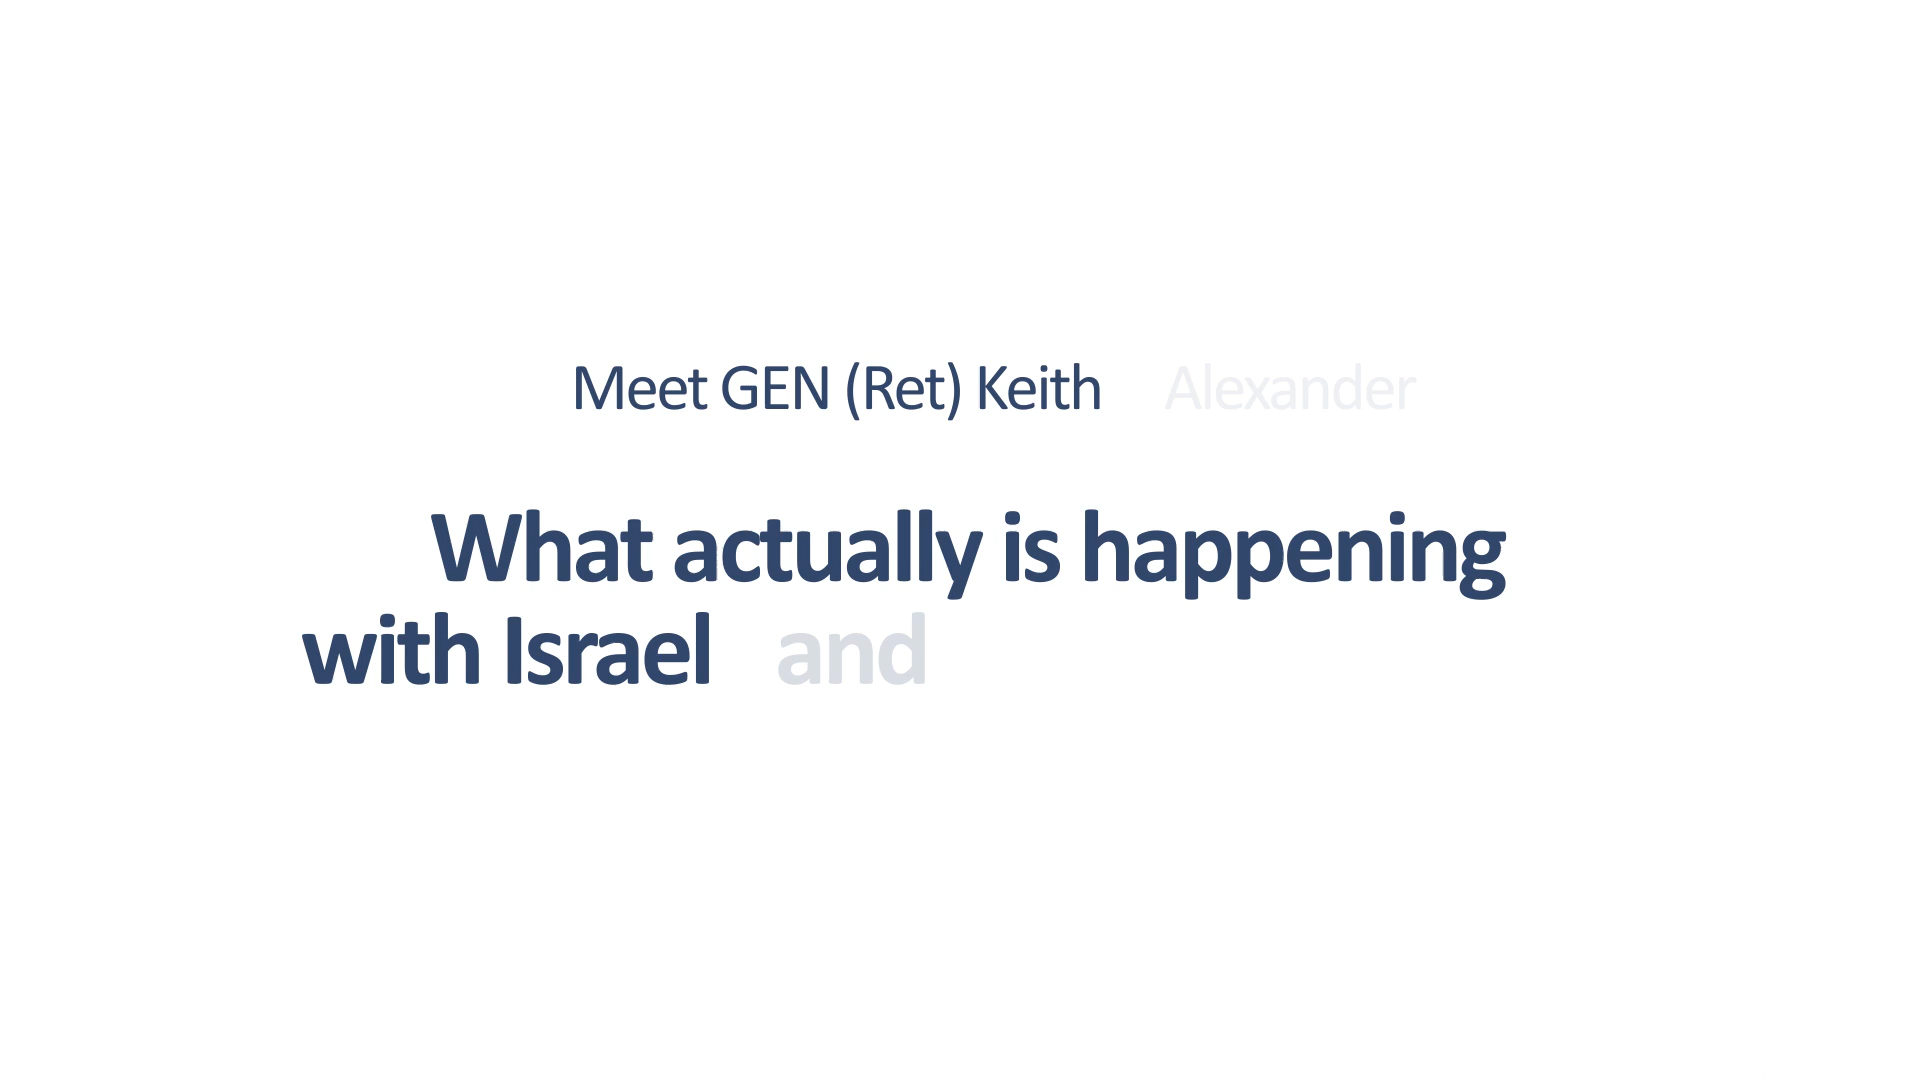 Meet GEN (Ret) Keith Alexander
What actually is happening
with Israel and